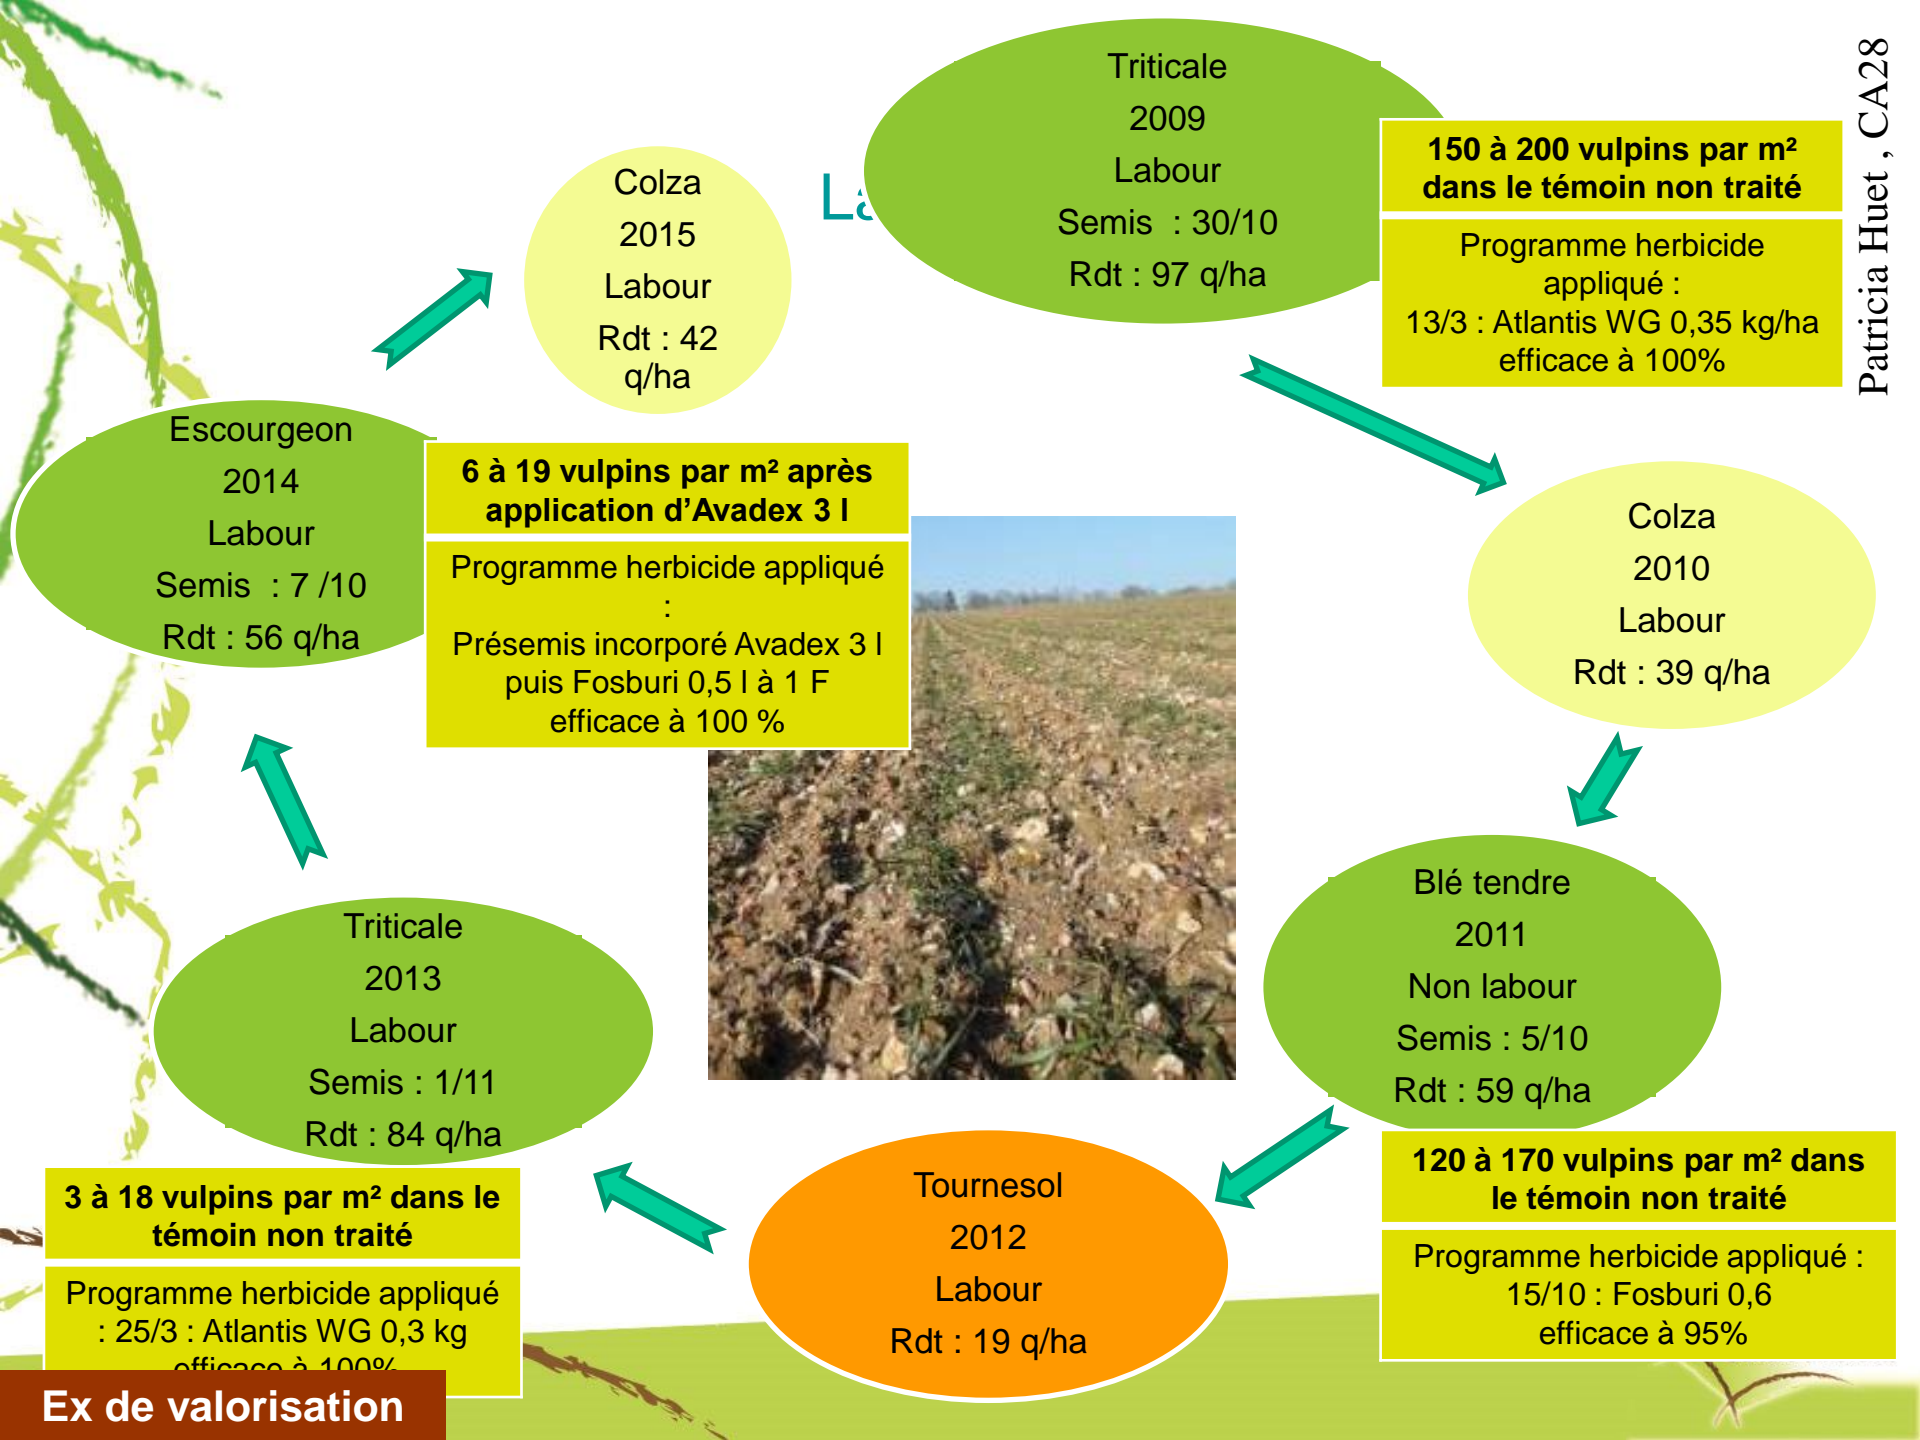 Patricia Huet , CA28
Triticale
2009
Labour
Semis : 30/10
Rdt : 97 q/ha
150 à 200 vulpins par m²
dans le témoin non traité
Programme herbicide
appliqué :
13/3 : Atlantis WG 0,35 kg/ha
efficace à 100%
Colza
2010
Labour
Rdt : 39 q/ha
Blé tendre
2011
Non labour
Semis : 5/10
Rdt : 59 q/ha
120 à 170 vulpins par m² dans
le témoin non traité
Programme herbicide appliqué :
15/10 : Fosburi 0,6
efficace à 95%
Tournesol
2012
Labour
Rdt : 19 q/ha
Triticale
2013
Labour
Semis : 1/11
Rdt : 84 q/ha
3 à 18 vulpins par m² dans le
témoin non traité
Programme herbicide appliqué
: 25/3 : Atlantis WG 0,3 kg
efficace à 100%
Escourgeon
2014
Labour
Semis : 7 /10
Rdt : 56 q/ha
6 à 19 vulpins par m² après
application d’Avadex 3 l
Programme herbicide appliqué
:
Présemis incorporé Avadex 3 l
puis Fosburi 0,5 l à 1 F
efficace à 100 %
Colza
2015
Labour
Rdt : 42
q/ha
Ex de valorisation